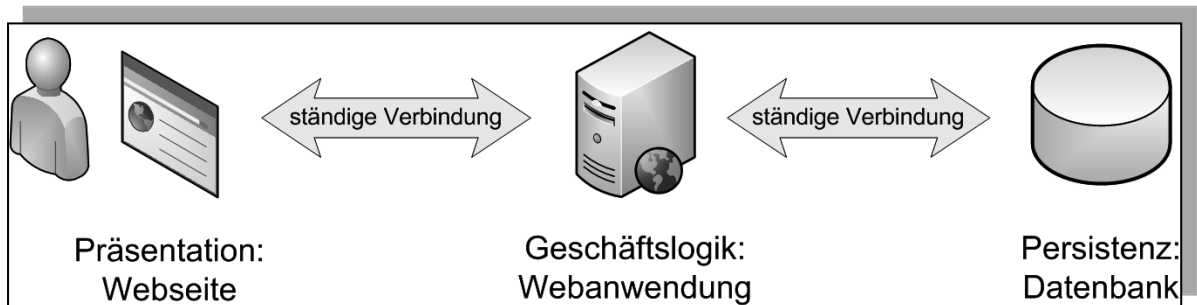 ständige Verbindung
ständige Verbindung
Präsentation:
Webseite
Geschäftslogik:
Webanwendung
Persistenz:
Datenbank